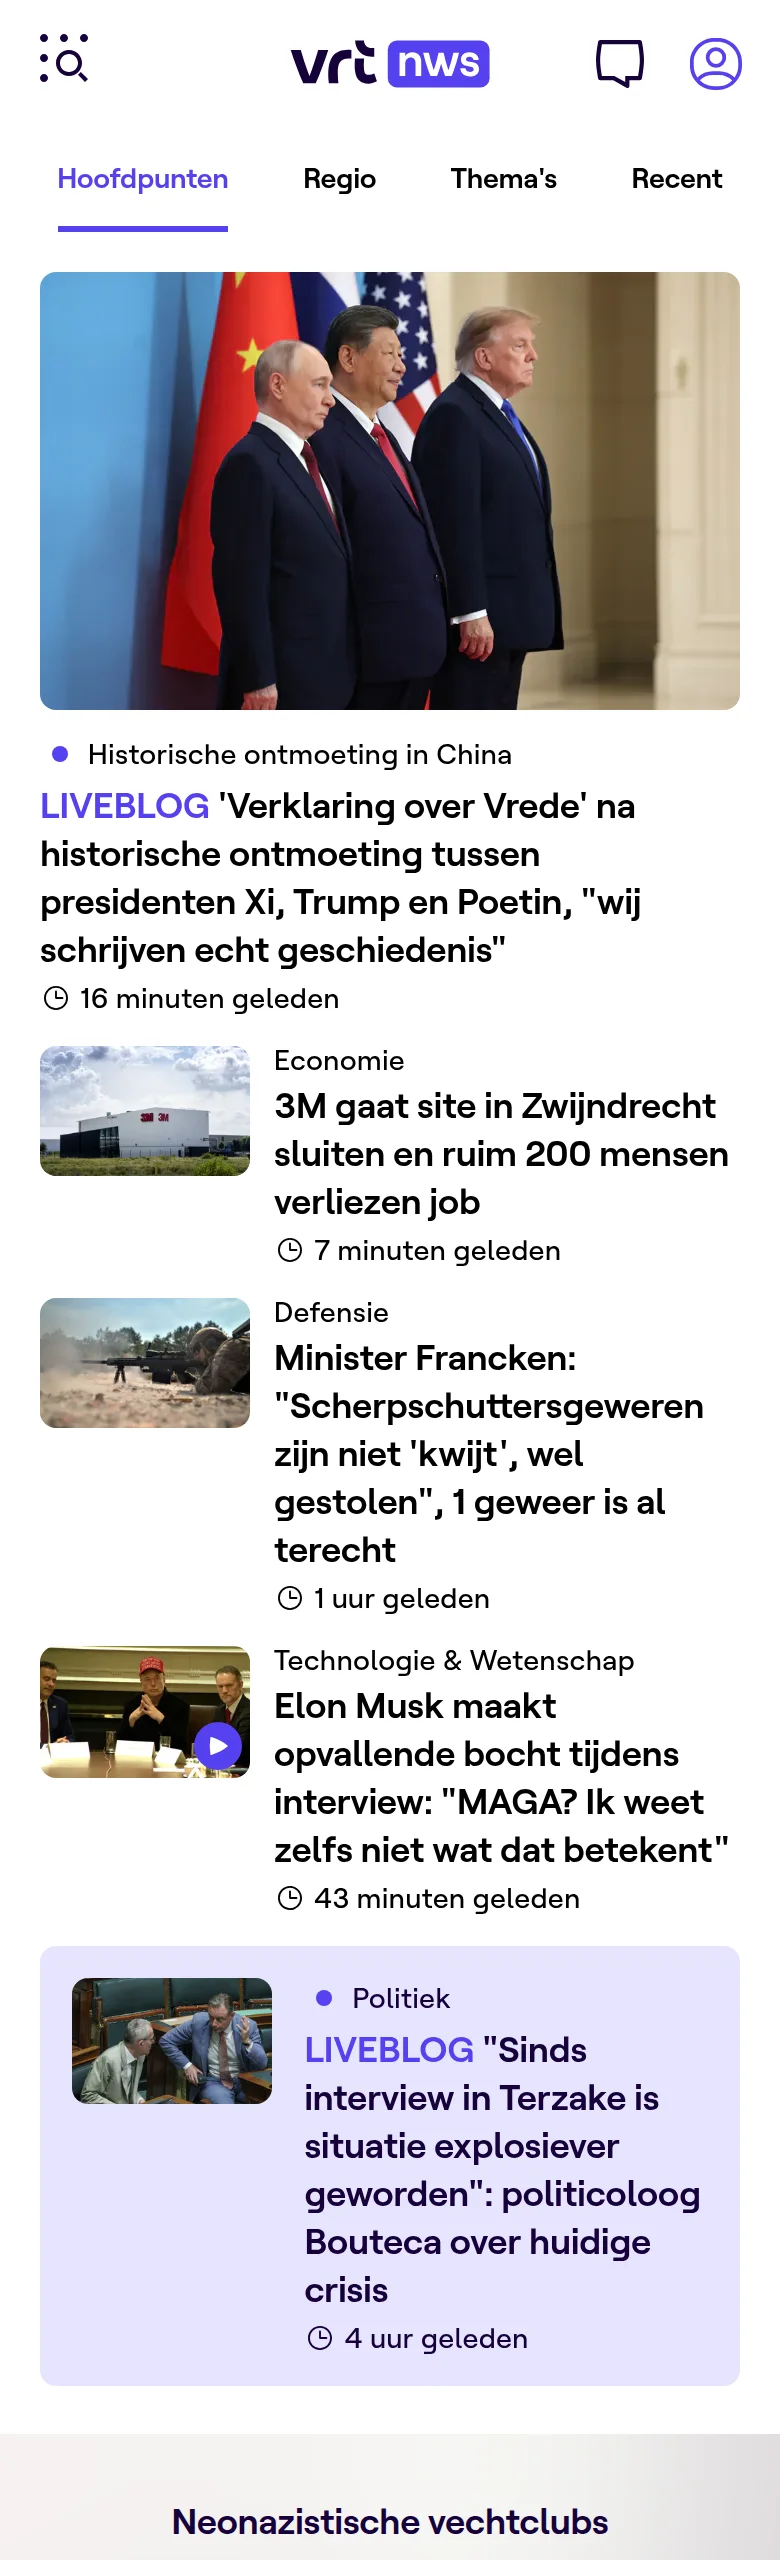 vrt nws
Hoofdpunten
Regio
Thema's
Recent
Historische ontmoeting in China
LIVEBLOG 'Verklaring over Vrede' na
historische ontmoeting tussen
presidenten Xi, Trump en Poetin, "wij
schrijven echt geschiedenis"
16 minuten geleden
3M 3M
Economie
3M gaat site in Zwijndrecht
sluiten en ruim 200 mensen
verliezen job
7 minuten geleden
Defensie
Minister Francken:
"Scherpschuttersgeweren
zijn niet 'kwijt', wel
gestolen", 1 geweer is al
terecht
1 uur geleden
Technologie & Wetenschap
Elon Musk maakt
opvallende bocht tijdens
interview: "MAGA? Ik weet
zelfs niet wat dat betekent"
43 minuten geleden
Politiek
LIVEBLOG "Sinds
interview in Terzake is
situatie explosiever
geworden": politicoloog
Bouteca over huidige
crisis
4 uur geleden
Neonazistische vechtclubs